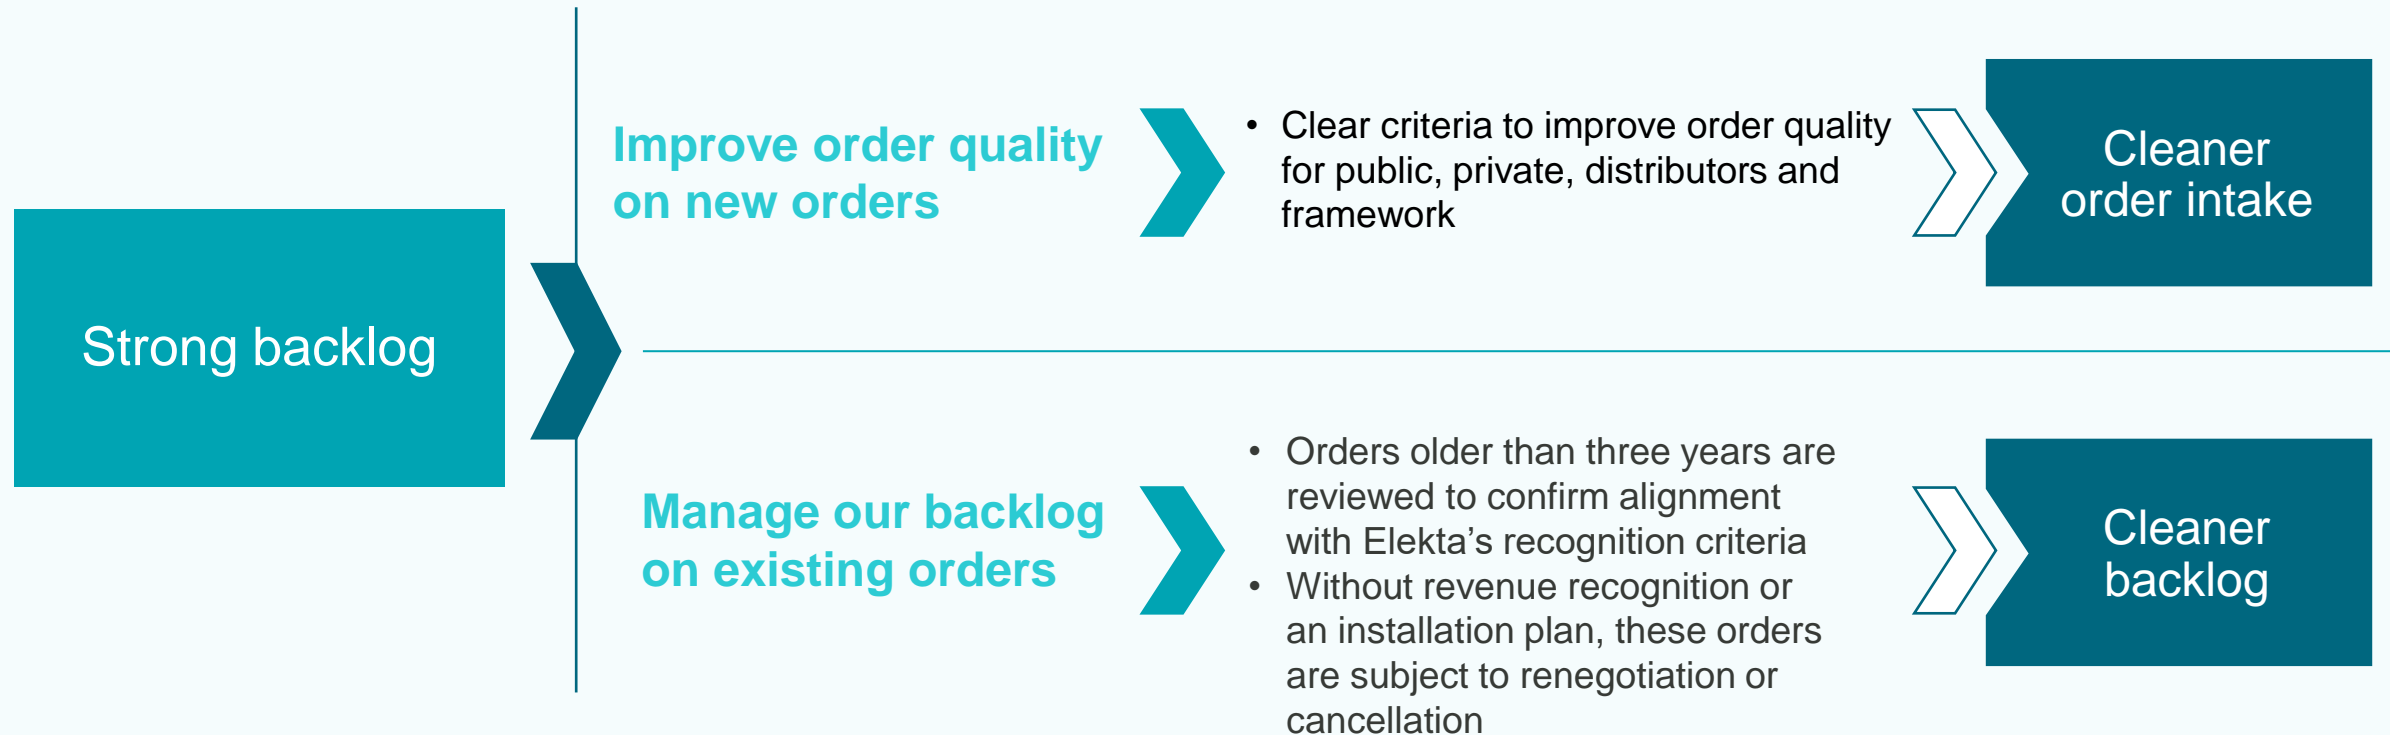 Strong backlog
Improve order quality
on new orders
• Clear criteria to improve order quality
for public, private, distributors and
framework
Cleaner
order intake
Manage our backlog
on existing orders
• Orders older than three years are
reviewed to confirm alignment
with Elekta’s recognition criteria
• Without revenue recognition or
an installation plan, these orders
are subject to renegotiation or
cancellation
Cleaner
backlog